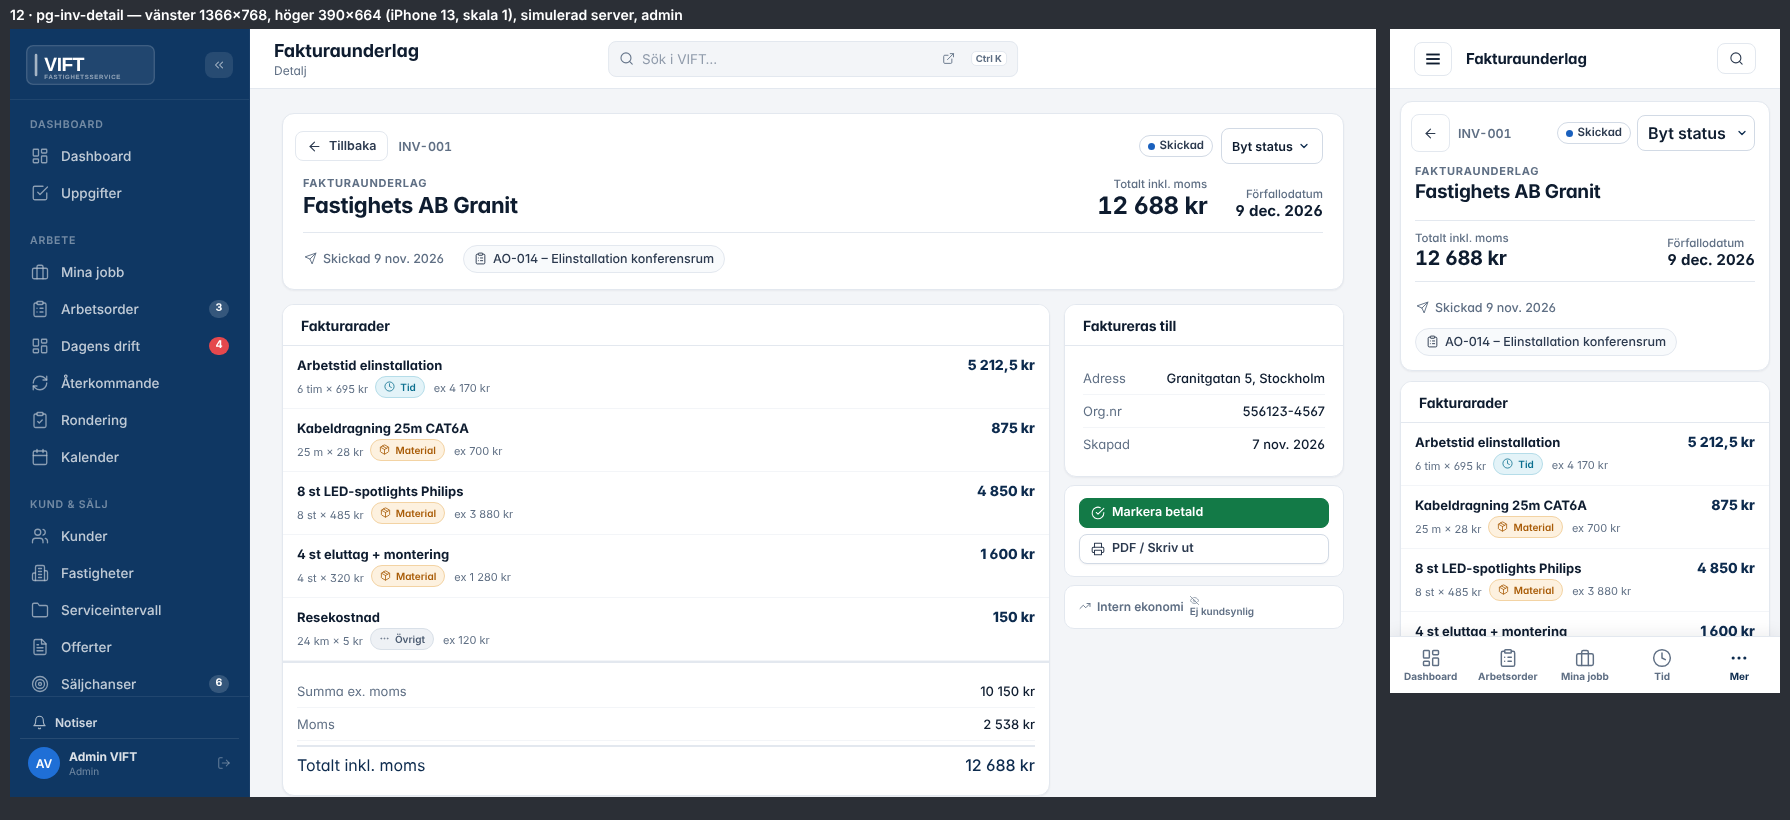 12 · pg-inv-detail — vänster 1366×768, höger 390×664 (iPhone 13, skala 1), simulerad server, admin
VIFT
FASTIGHETSSERVICE
DASHBOARD
Dashboard
Uppgifter
ARBETE
Mina jobb
Arbetsorder 3
Dagens drift 4
Återkommande
Rondering
Kalender
KUND & SÄLJ
Kunder
Fastigheter
Serviceintervall
Offerter
Säljchanser 6
Notiser
AV
Admin VIFT
Admin
Fakturaunderlag
Detalj
Sök i VIFT...
Ctrl K
Tillbaka INV-001
Skickad Byt status
FAKTURAUNDERLAG
Fastighets AB Granit
Totalt inkl. moms
12 688 kr
Förfallodatum
9 dec. 2026
Skickad 9 nov. 2026 AO-014 – Elinstallation konferensrum
Fakturarader
Arbetstid elinstallation 5 212,5 kr
6 tim × 695 kr Tid ex 4 170 kr
Kabeldragning 25m CAT6A 875 kr
25 m × 28 kr Material ex 700 kr
8 st LED-spotlights Philips 4 850 kr
8 st × 485 kr Material ex 3 880 kr
4 st eluttag + montering 1 600 kr
4 st × 320 kr Material ex 1 280 kr
Resekostnad 150 kr
24 km × 5 kr Övrigt ex 120 kr
Summa ex. moms 10 150 kr
Moms 2 538 kr
Totalt inkl. moms 12 688 kr
Faktureras till
Adress Granitgatan 5, Stockholm
Org.nr 556123-4567
Skapad 7 nov. 2026
Markera betald
PDF / Skriv ut
Intern ekonomi Ej kundsynlig
Fakturaunderlag
INV-001 Skickad Byt status
FAKTURAUNDERLAG
Fastighets AB Granit
Totalt inkl. moms
12 688 kr
Förfallodatum
9 dec. 2026
Skickad 9 nov. 2026
AO-014 – Elinstallation konferensrum
Fakturarader
Arbetstid elinstallation 5 212,5 kr
6 tim × 695 kr Tid ex 4 170 kr
Kabeldragning 25m CAT6A 875 kr
25 m × 28 kr Material ex 700 kr
8 st LED-spotlights Philips 4 850 kr
8 st × 485 kr Material ex 3 880 kr
4 st eluttag + montering 1 600 kr
Dashboard Arbetsorder Mina jobb Tid Mer